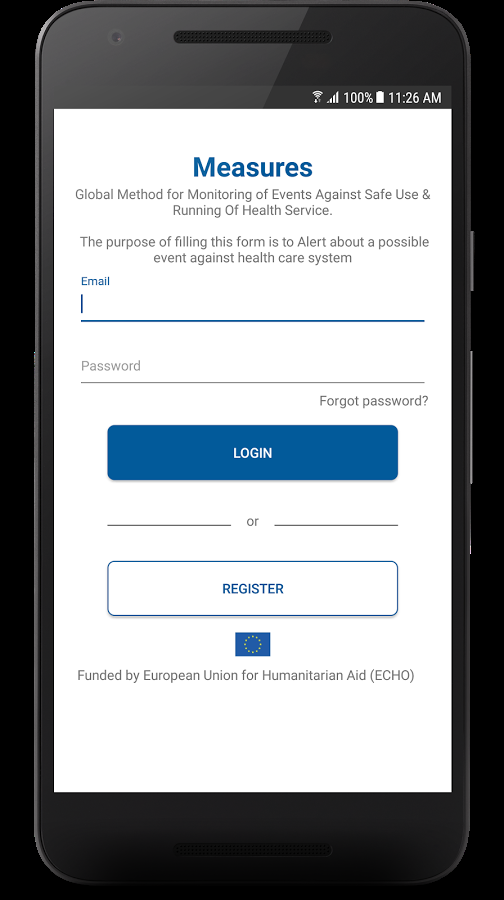 100% 11:26 AM
Measures
Global Method for Monitoring of Events Against Safe Use &
Running Of Health Service.
The purpose of filling this form is to Alert about a possible
event against health care system
Email
Password
Forgot password?
LOGIN
or
REGISTER
Funded by European Union for Humanitarian Aid (ECHO)